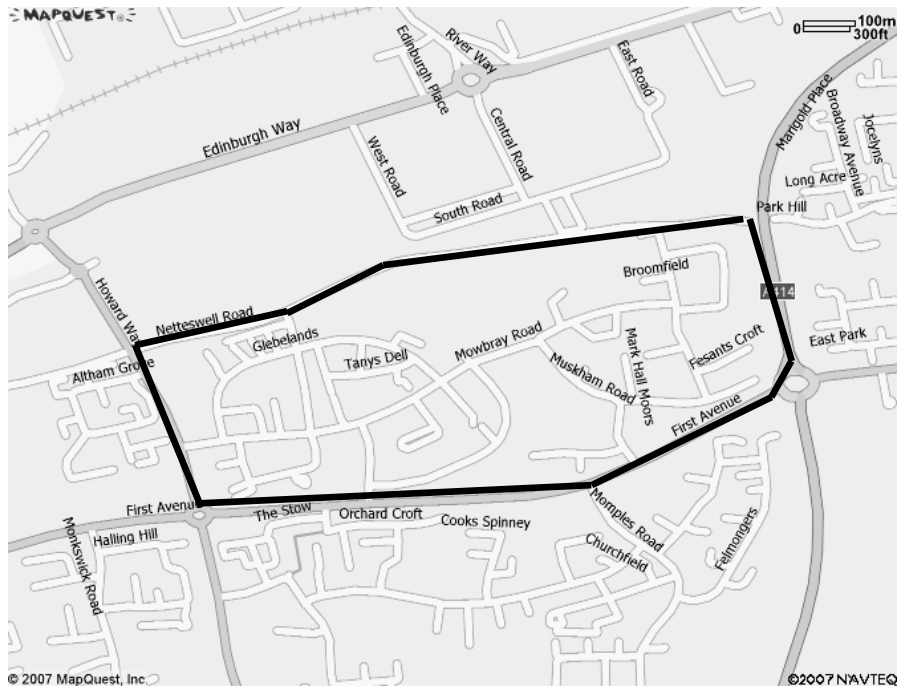 MAPQUEST
0 100m
300ft
River Way
Edinburgh Place
East Road
Marigold Place
Broadway Avenue
Jocelyns
Edinburgh Way
Central Road
West Road
Long Acre
South Road
Park Hill
Howard Way
Broomfield
A414
Netteswell Road
Glebelands
Mowbray Road
Mark Hall Moors
Fesants Croft
East Park
Tanys Dell
Altham Grove
Muskham Road
First Avenue
First Avenue
The Stow
Orchard Croft
Cooks Spinney
Momples Road
Felmongers
Halling Hill
Monkswick Road
Churchfield
© 2007 MapQuest, Inc.
©2007 NAVTEQ